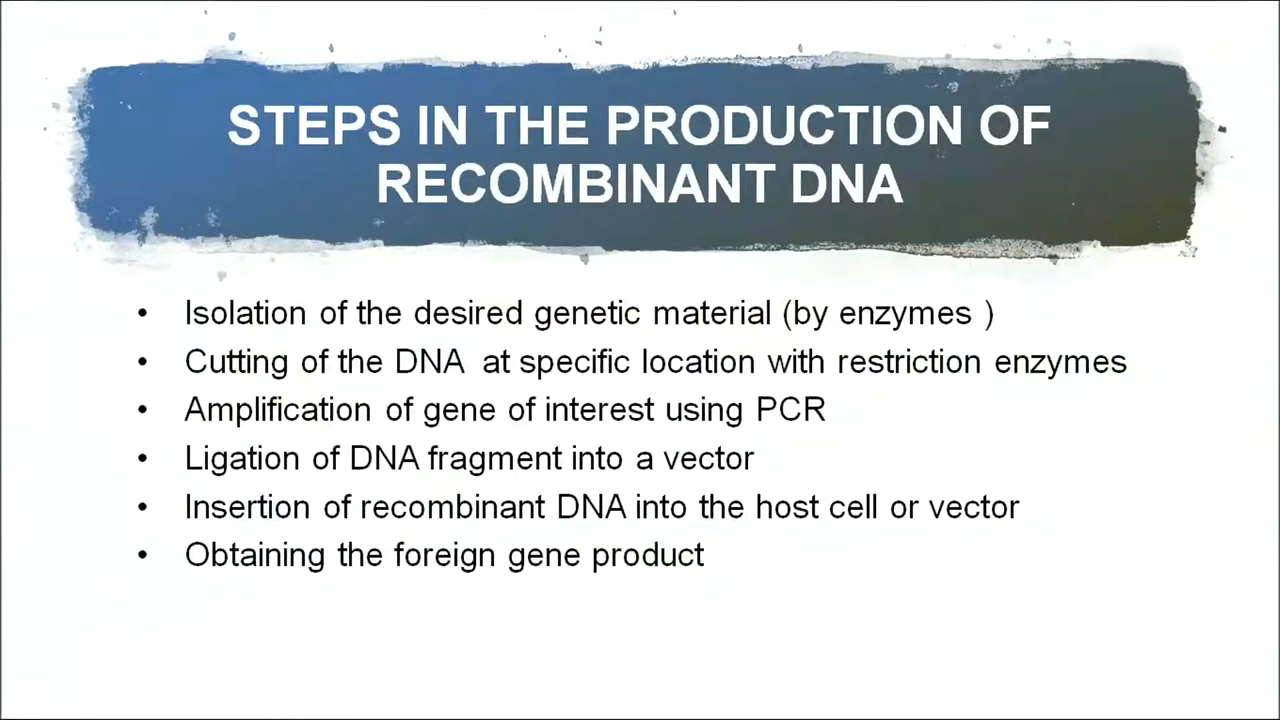 STEPS IN THE PRODUCTION OF
RECOMBINANT DNA
• Isolation of the desired genetic material (by enzymes )
• Cutting of the DNA at specific location with restriction enzymes
• Amplification of gene of interest using PCR
• Ligation of DNA fragment into a vector
• Insertion of recombinant DNA into the host cell or vector
• Obtaining the foreign gene product